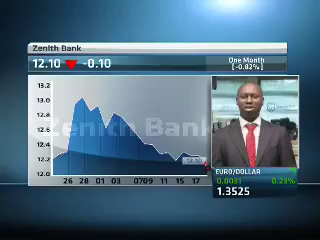 Zenith Bank
12.10 -0.10
One Month
[-0.82%]
13.2
13.0
12.8
12.6
12.4
12.2
12.0
Zenith Bank
26 28 01 03 0709 11 15 17
EURO/DOLLAR
0.0031 0.23%
1.3525